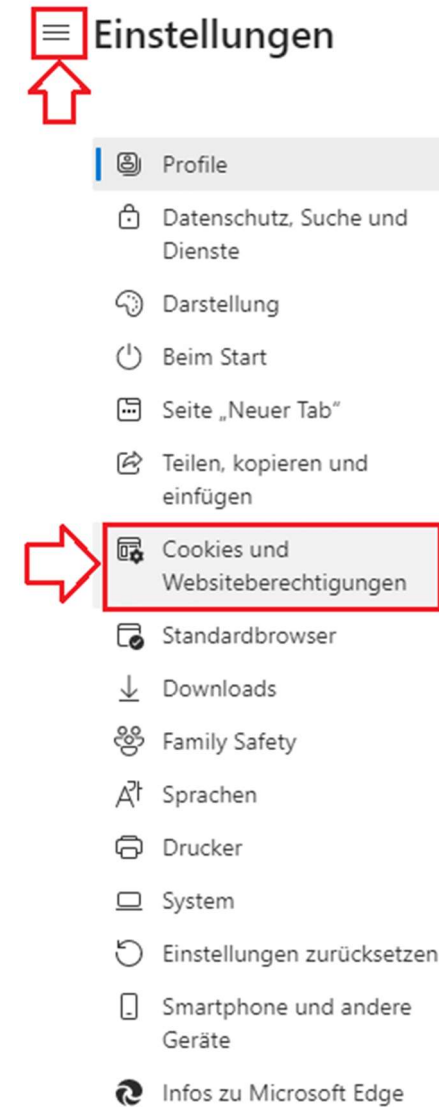 Einstellungen
Profile
Datenschutz, Suche und
Dienste
Darstellung
Beim Start
Seite „Neuer Tab“
Teilen, kopieren und
einfügen
Cookies und
Websiteberechtigungen
Standardbrowser
Downloads
Family Safety
Sprachen
Drucker
System
Einstellungen zurücksetzen
Smartphone und andere
Geräte
Infos zu Microsoft Edge